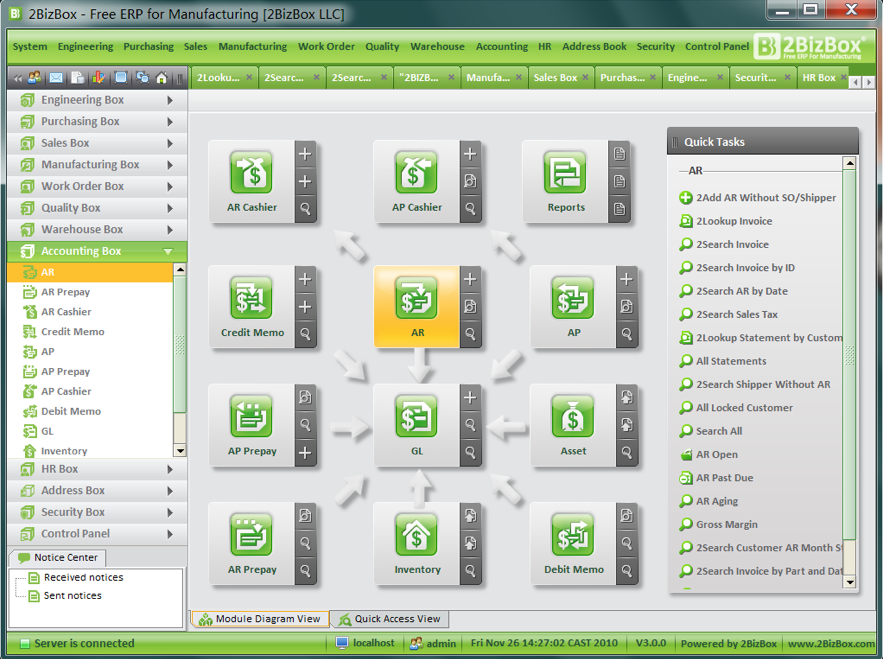 2BizBox - Free ERP for Manufacturing [2BizBox LLC]
System Engineering Purchasing Sales Manufacturing Work Order Quality Warehouse Accounting HR Address Book Security Control Panel
2BizBox
Free ERP for Manufacturing
2Looku... 2Searc... 2Searc... "2BIZB... Manufa... Sales Box Purchas... Engine... Securit... HR Box
Engineering Box
Purchasing Box
Sales Box
Manufacturing Box
Work Order Box
Quality Box
Warehouse Box
Accounting Box
AR
AR Prepay
AR Cashier
Credit Memo
AP
AP Prepay
AP Cashier
Debit Memo
GL
Inventory
HR Box
Address Box
Security Box
Control Panel
Notice Center
Received notices
Sent notices
AR Cashier
AP Cashier
Reports
Credit Memo
AR
AP
AP Prepay
GL
Asset
AR Prepay
Inventory
Debit Memo
Quick Tasks
AR
2Add AR Without SO/Shipper
2Lookup Invoice
2Search Invoice
2Search Invoice by ID
2Search AR by Date
2Search Sales Tax
2Lookup Statement by Custom
All Statements
2Search Shipper Without AR
All Locked Customer
Search All
AR Open
AR Past Due
AR Aging
Gross Margin
2Search Customer AR Month S
2Search Invoice by Part and Dat
Module Diagram View Quick Access View
Server is connected localhost admin Fri Nov 26 14:27:02 CAST 2010 V3.0.0 Powered by 2BizBox www.2BizBox.com